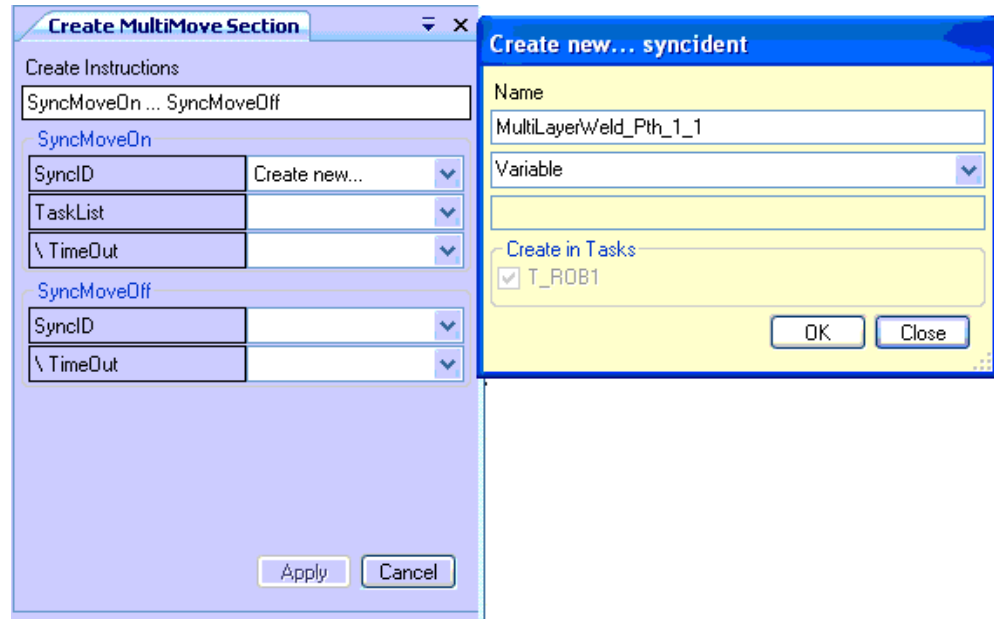 Create MultiMove Section
Create Instructions
SyncMoveOn ... SyncMoveOff
SyncMoveOn
SyncID Create new...
TaskList
\ TimeOut
SyncMoveOff
SyncID
\ TimeOut
Apply Cancel
Create new... syncident
Name
MultiLayerWeld_Pth_1_1
Variable
Create in Tasks
T_ROB1
OK Close